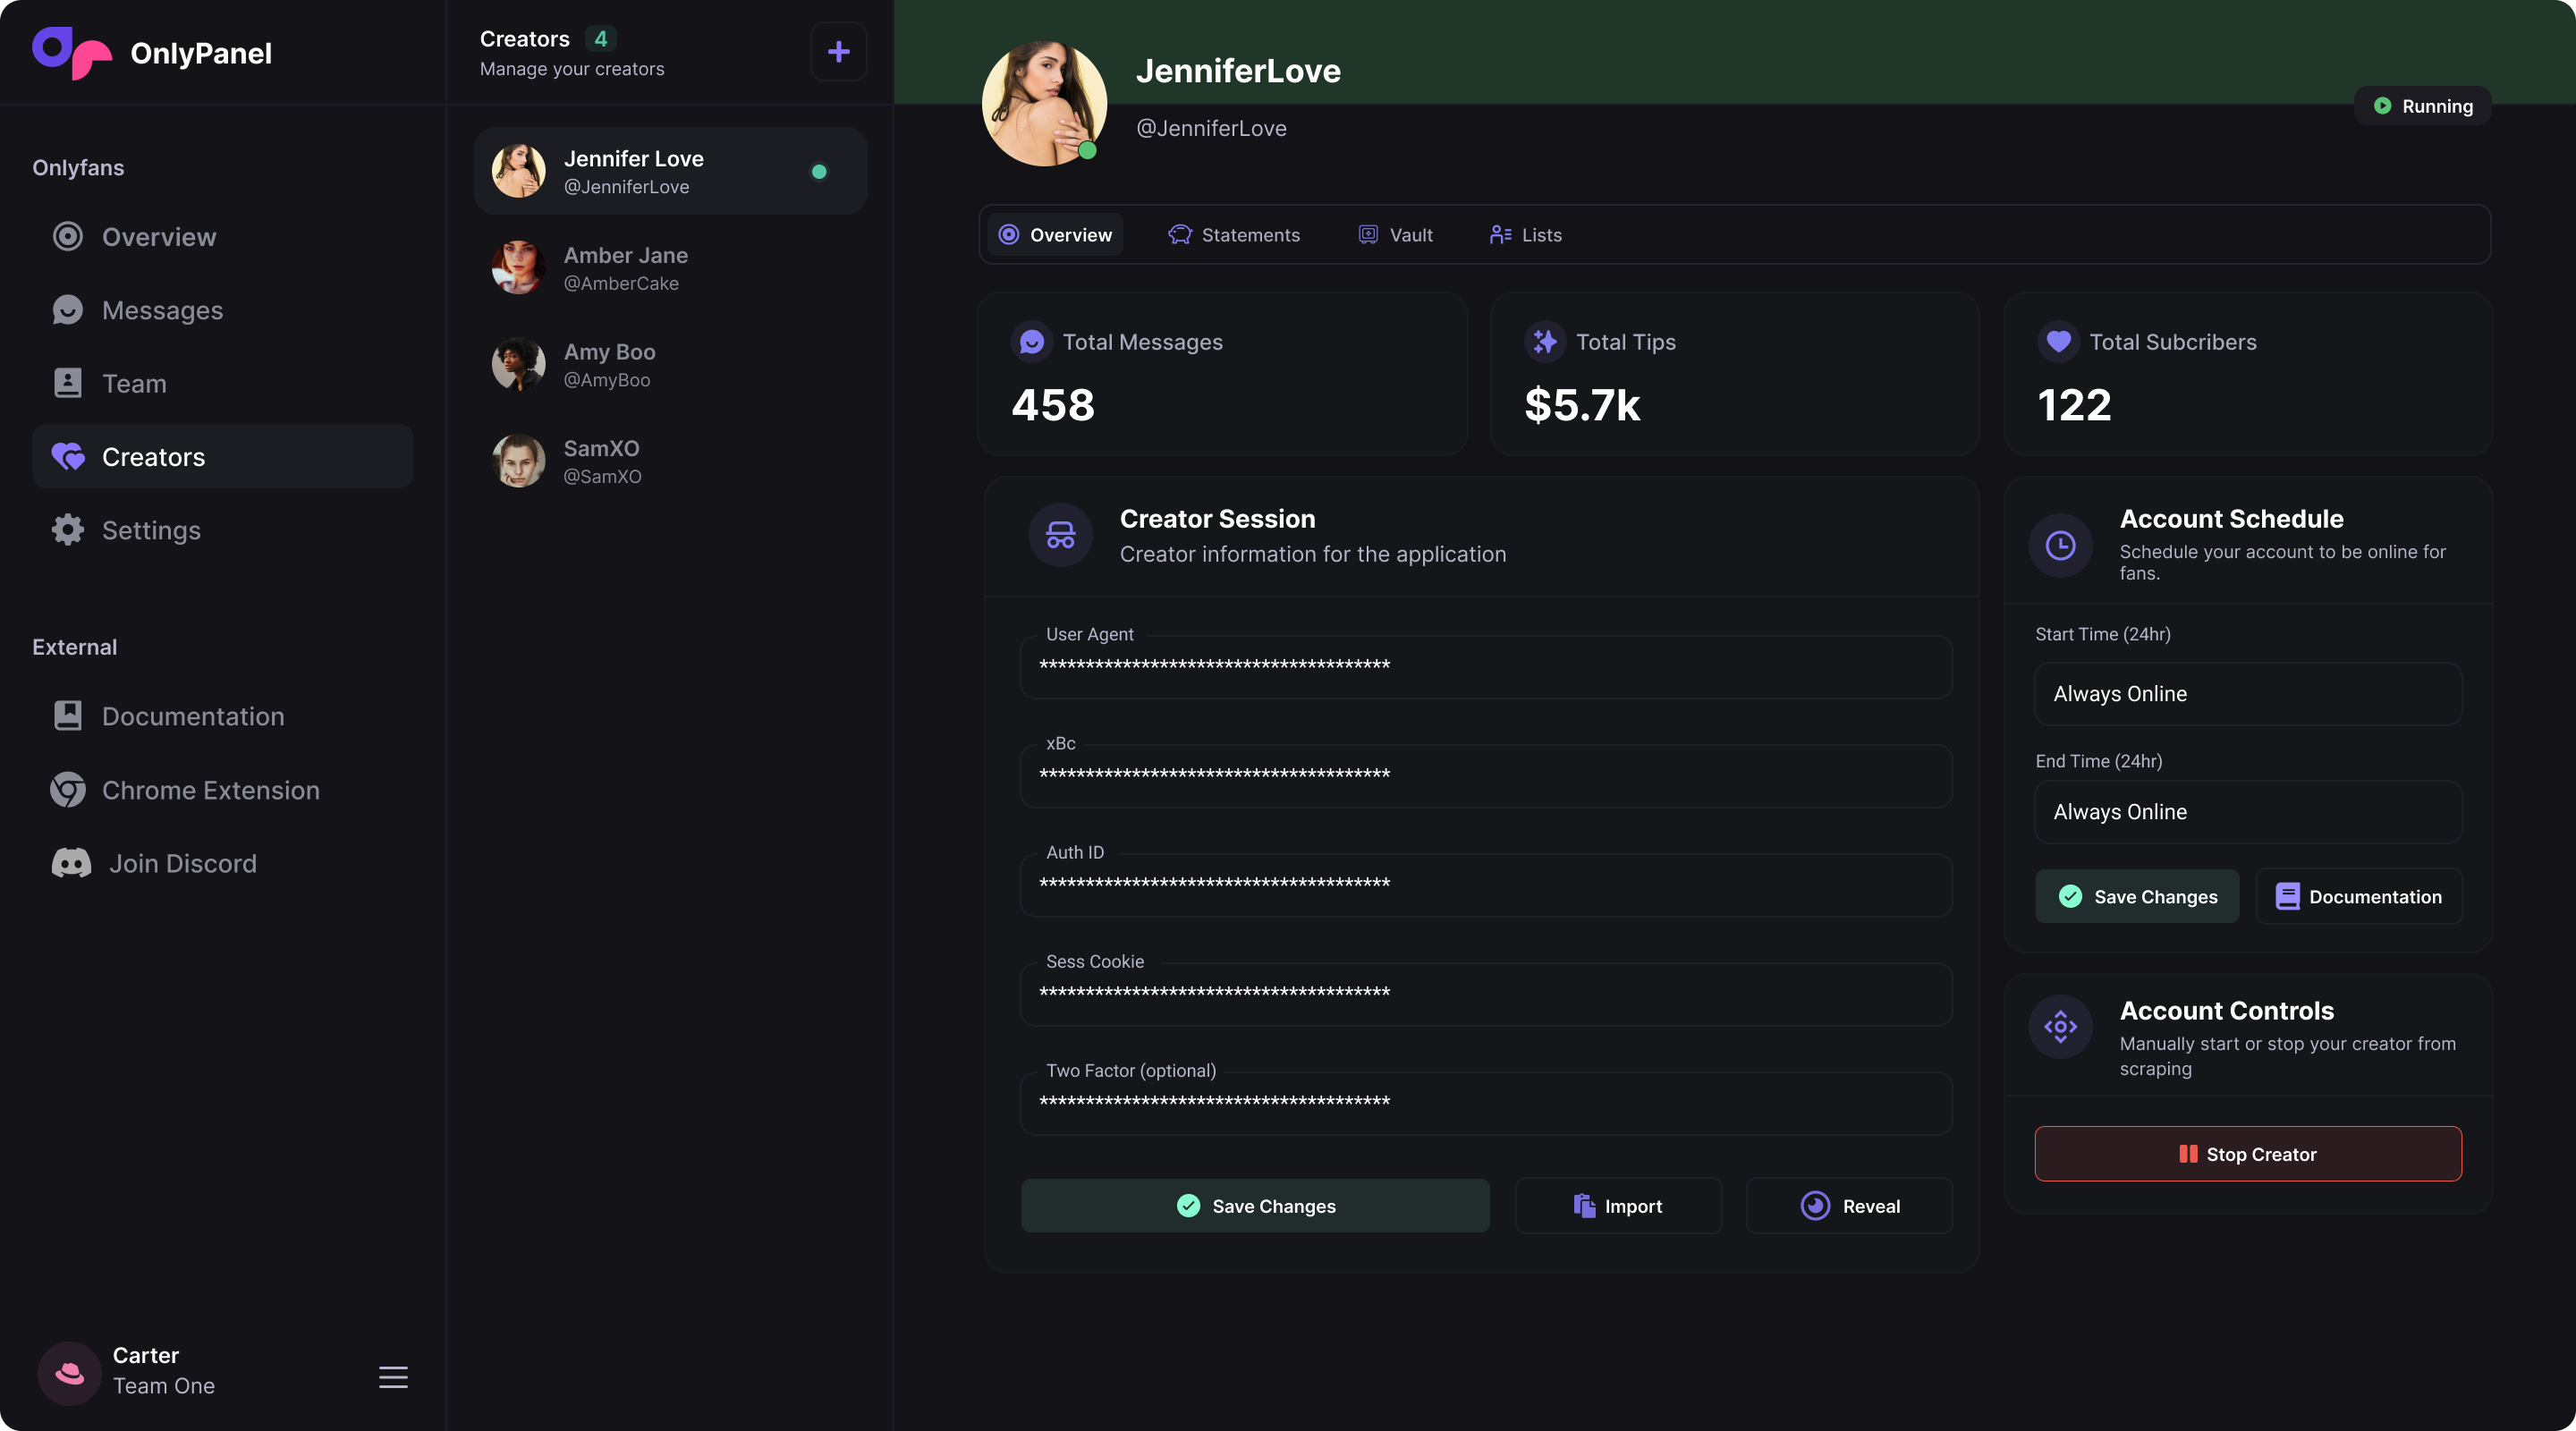 OnlyPanel
Onlyfans
Overview
Messages
Team
Creators
Settings
External
Documentation
Chrome Extension
Join Discord
Carter
Team One
Creators 4
Manage your creators
Jennifer Love
@JenniferLove
Amber Jane
@AmberCake
Amy Boo
@AmyBoo
SamXO
@SamXO
JenniferLove
@JenniferLove
Running
Overview Statements Vault Lists
Total Messages
458
Total Tips
$5.7k
Total Subcribers
122
Creator Session
Creator information for the application
User Agent
**************************************
xBc
**************************************
Auth ID
**************************************
Sess Cookie
**************************************
Two Factor (optional)
**************************************
Save Changes Import Reveal
Account Schedule
Schedule your account to be online for
fans.
Start Time (24hr)
Always Online
End Time (24hr)
Always Online
Save Changes Documentation
Account Controls
Manually start or stop your creator from
scraping
Stop Creator